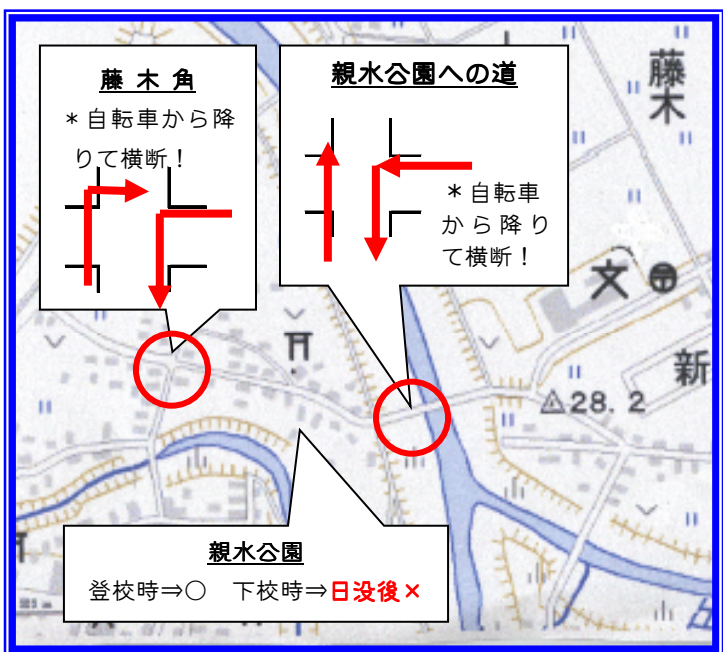 藤 木 角
＊自転車から降
りて横断！
親水公園への道
＊自転車
から降り
て横断！
藤木
新
28.2
親水公園
登校時⇒○　下校時⇒日没後×